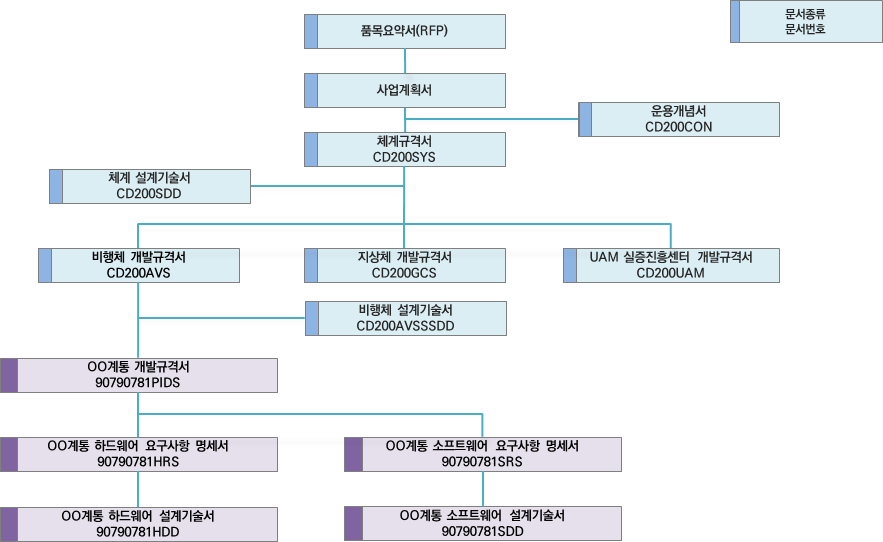 문서종류
문서번호
품목요약서(RFP)
사업계획서
운용개념서
CD200CON
체계규격서
CD200SYS
체계 설계기술서
CD200SDD
비행체 개발규격서
CD200AVS
지상체 개발규격서
CD200GCS
UAM 실증진흥센터 개발규격서
CD200UAM
비행체 설계기술서
CD200AVSSSDD
OO계통 개발규격서
90790781PIDS
OO계통 하드웨어 요구사항 명세서
90790781HRS
OO계통 소프트웨어 요구사항 명세서
90790781SRS
OO계통 하드웨어 설계기술서
90790781HDD
OO계통 소프트웨어 설계기술서
90790781SDD